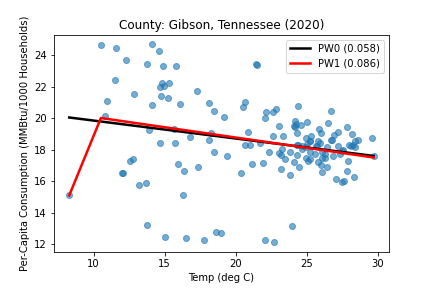 County: Gibson, Tennessee (2020)
PW0 (0.058)
PW1 (0.086)
Per-Capita Consumption (MMBtu/1000 Households)
24
22
20
18
16
14
12
10
15
20
25
30
Temp (deg C)